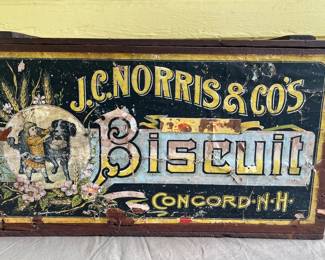 J.C. NORRIS & CO'S
Biscuit
CONCORD·N·H·